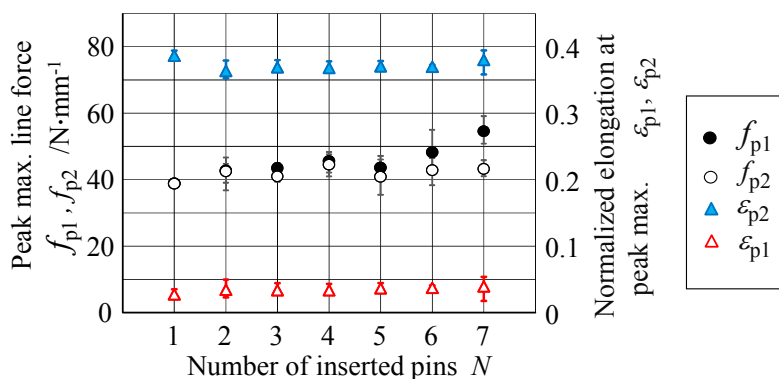 Peak max. line force
f_p1 , f_p2 /N·mm⁻¹
80
60
40
20
0
1 2 3 4 5 6 7
Number of inserted pins N
0.4
0.3
0.2
0.1
0
Normalized elongation at
peak max. ε_p1, ε_p2
f_p1
f_p2
ε_p2
ε_p1